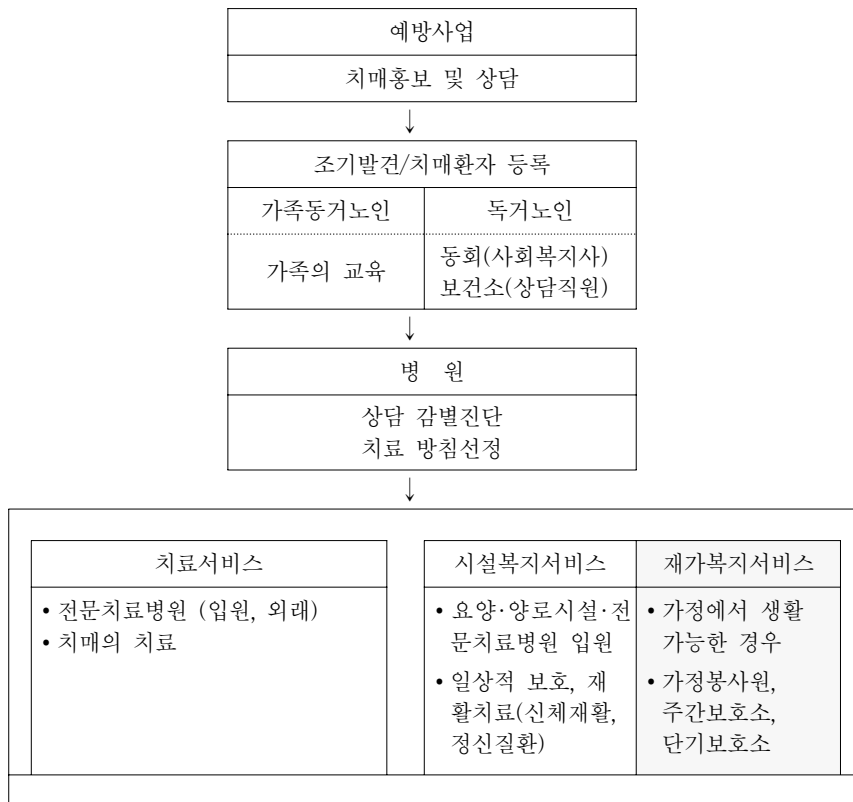 예방사업
치매홍보 및 상담
↓
조기발견/치매환자 등록
가족동거노인
독거노인
가족의 교육
동회(사회복지사)
보건소(상담직원)
↓
병 원
상담 감별진단
치료 방침선정
↓
치료서비스
• 전문치료병원 (입원, 외래)
• 치매의 치료
시설복지서비스
• 요양·양로시설·전
문치료병원 입원
• 일상적 보호, 재
활치료(신체재활,
정신질환)
재가복지서비스
• 가정에서 생활
가능한 경우
• 가정봉사원,
주간보호소,
단기보호소